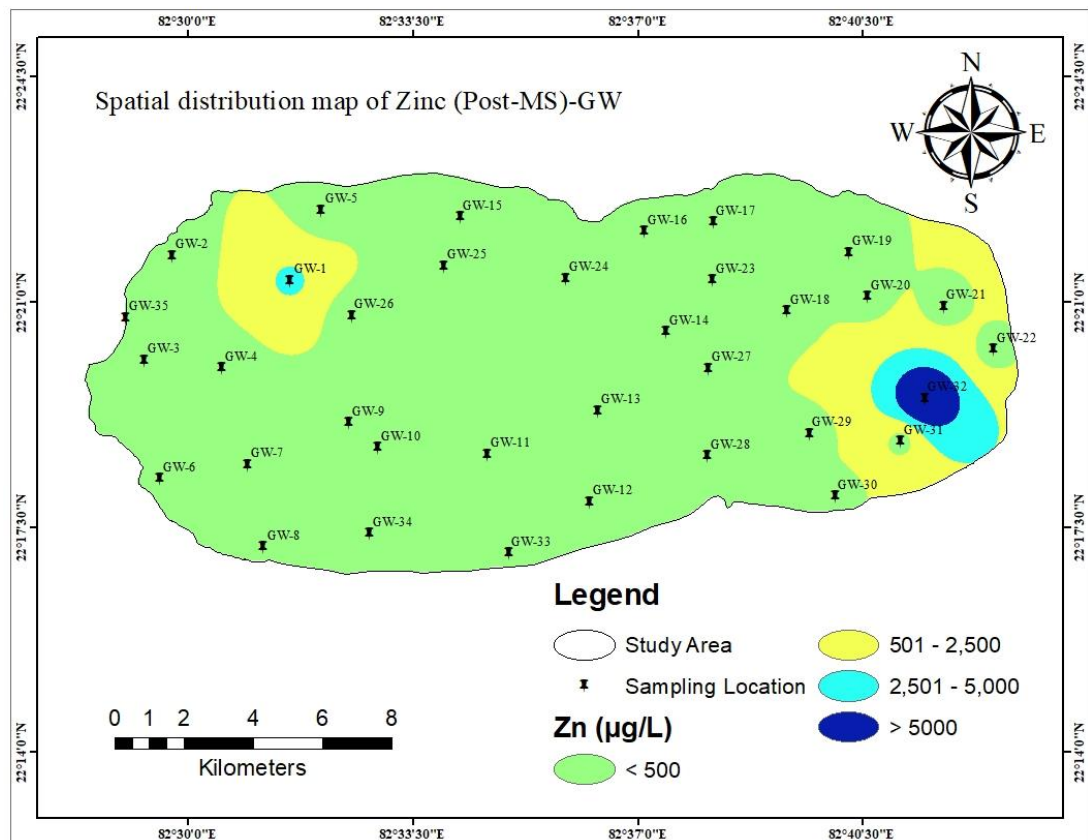 82°30'0"E 82°33'30"E 82°37'0"E 82°40'30"E
22°24'30"N
22°24'30"N
Spatial distribution map of Zinc (Post-MS)-GW
N
W E
S
GW-5
GW-15
GW-16
GW-17
GW-2
GW-19
GW-1
GW-25
GW-24
GW-23
GW-20
GW-21
22°21'0"N
22°21'0"N
GW-35
GW-26
GW-18
GW-14
GW-22
GW-3
GW-4
GW-27
GW-32
GW-13
GW-9
GW-29
GW-31
GW-10
GW-11
GW-28
GW-7
GW-6
GW-30
GW-12
22°17'30"N
22°17'30"N
GW-34
GW-8
GW-33
Legend
Study Area
Sampling Location
Zn (µg/L)
< 500
501 - 2,500
2,501 - 5,000
> 5000
0 1 2 4 6 8
Kilometers
22°14'0"N
22°14'0"N
82°30'0"E 82°33'30"E 82°37'0"E 82°40'30"E